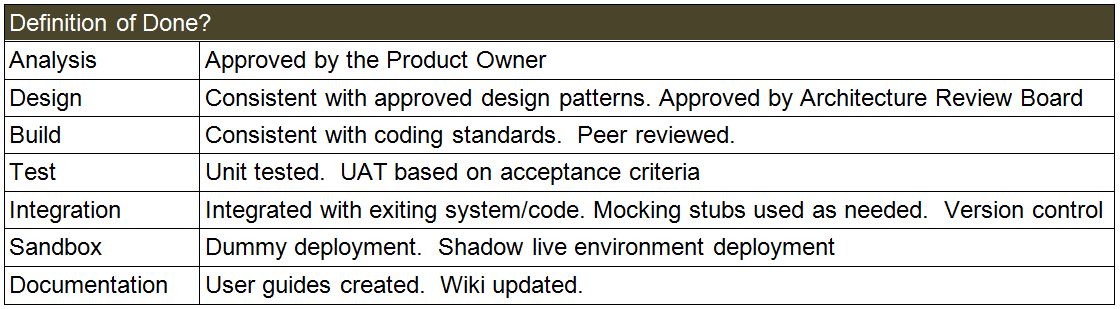 Definition of Done?
Analysis Approved by the Product Owner
Design Consistent with approved design patterns. Approved by Architecture Review Board
Build Consistent with coding standards.  Peer reviewed.
Test Unit tested.  UAT based on acceptance criteria
Integration Integrated with exiting system/code. Mocking stubs used as needed.  Version control
Sandbox Dummy deployment.  Shadow live environment deployment
Documentation User guides created.  Wiki updated.